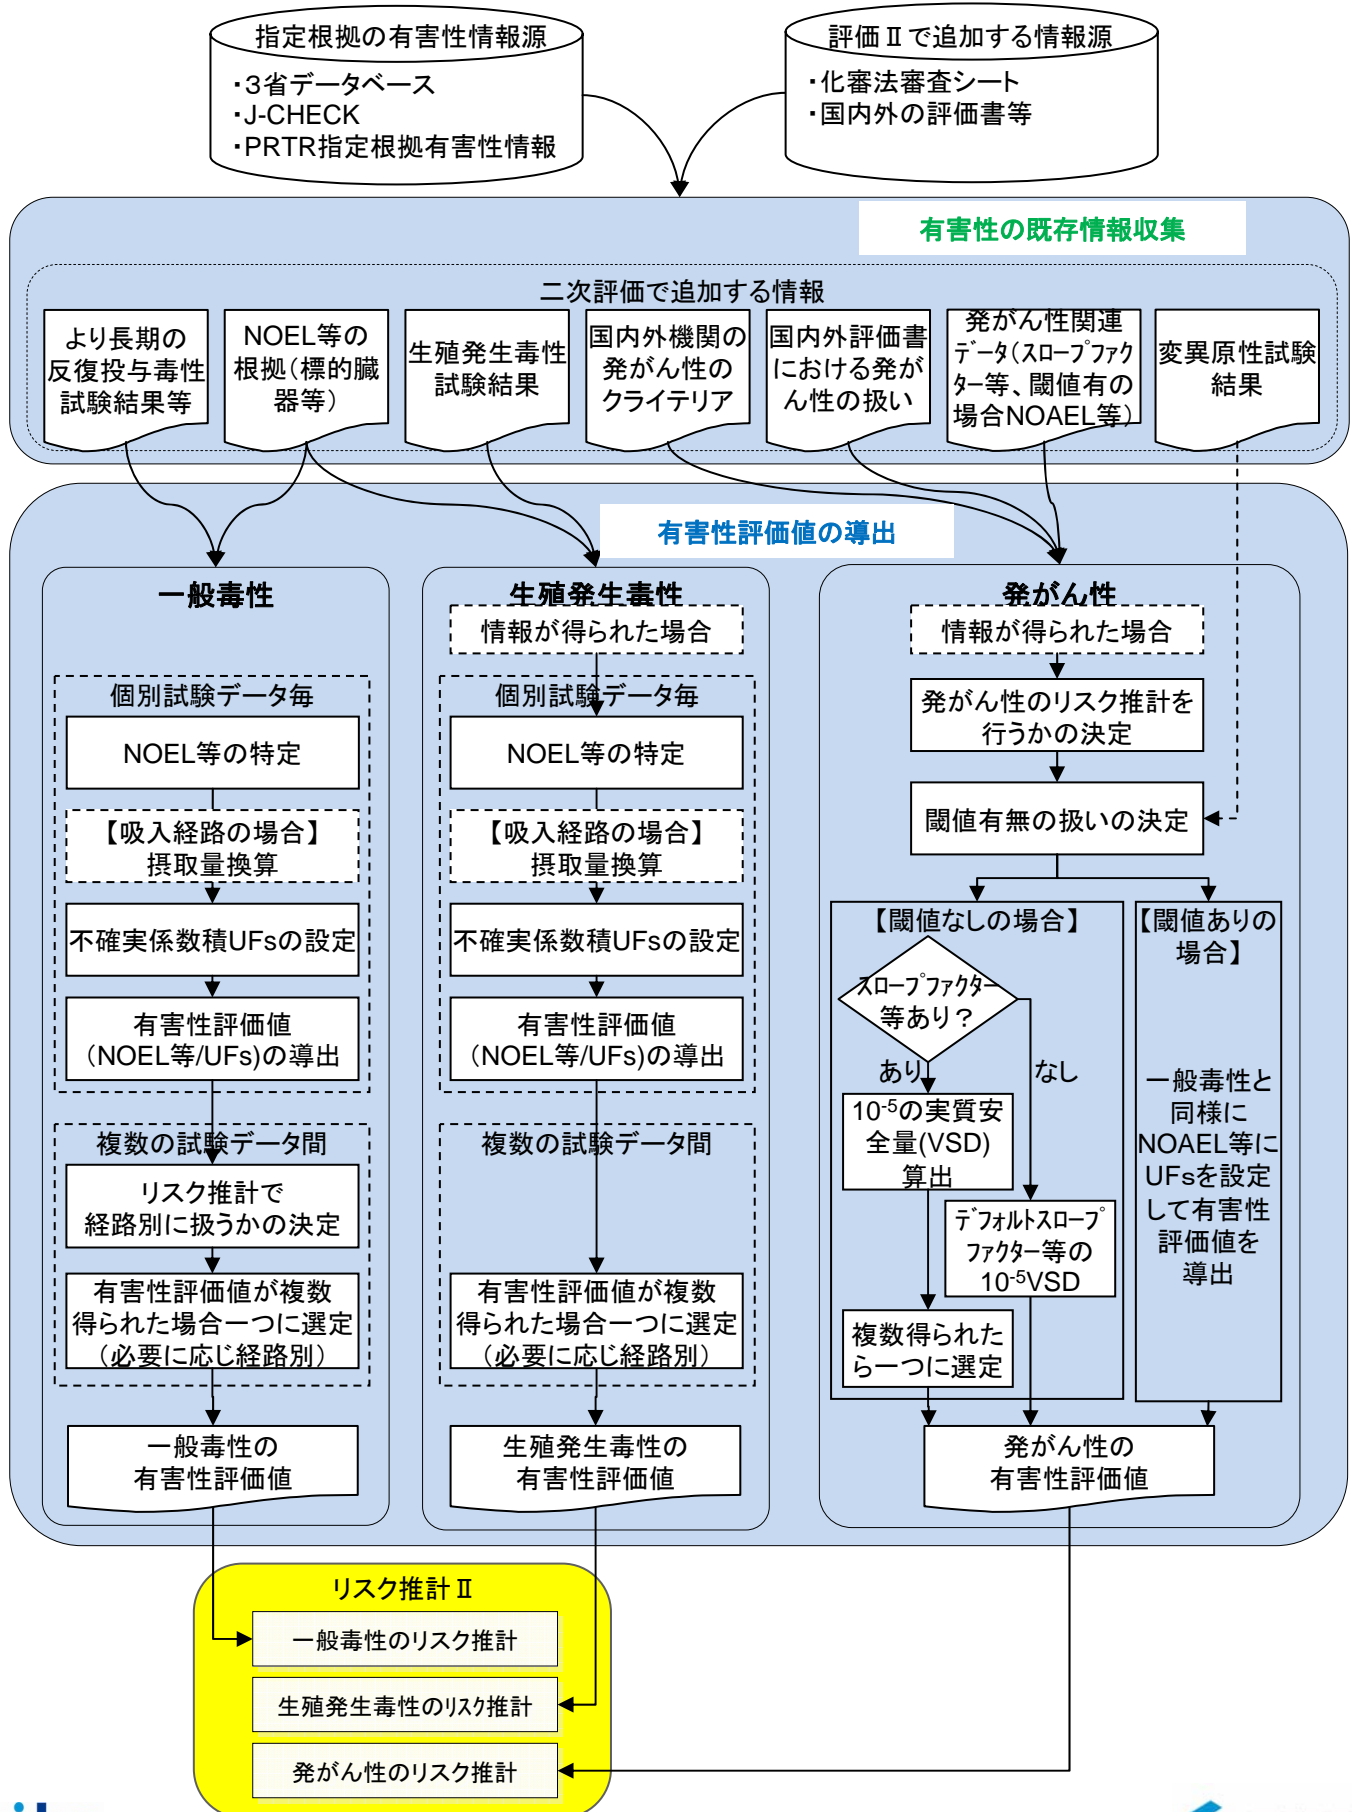 指定根拠の有害性情報源
・3省データベース
・J-CHECK
・PRTR指定根拠有害性情報
評価Ⅱで追加する情報源
・化審法審査シート
・国内外の評価書等
有害性の既存情報収集
二次評価で追加する情報
より長期の
反復投与毒性
試験結果等
NOEL等の
根拠(標的臓
器等)
生殖発生毒性
試験結果
国内外機関の
発がん性の
クライテリア
国内外評価書
における発が
ん性の扱い
発がん性関連
データ(スロープファク
ター等、閾値有の
場合NOAEL等)
変異原性試験
結果
有害性評価値の導出
一般毒性
個別試験データ毎
NOEL等の特定
【吸入経路の場合】
摂取量換算
不確実係数積UFsの設定
有害性評価値
(NOEL等/UFs)の導出
複数の試験データ間
リスク推計で
経路別に扱うかの決定
有害性評価値が複数
得られた場合一つに選定
(必要に応じ経路別)
一般毒性の
有害性評価値
生殖発生毒性
情報が得られた場合
個別試験データ毎
NOEL等の特定
【吸入経路の場合】
摂取量換算
不確実係数積UFsの設定
有害性評価値
(NOEL等/UFs)の導出
複数の試験データ間
有害性評価値が複数
得られた場合一つに選定
(必要に応じ経路別)
生殖発生毒性の
有害性評価値
発がん性
情報が得られた場合
発がん性のリスク推計を
行うかの決定
閾値有無の扱いの決定
【閾値なしの場合】
スロープファクター
等あり?
あり
なし
10⁻⁵の実質安
全量(VSD)
算出
デフォルトスロープ
ファクター等の
10⁻⁵VSD
複数得られた
ら一つに選定
【閾値ありの
場合】
一般毒性と
同様に
NOAEL等に
UFsを設定
して有害性
評価値を
導出
発がん性の
有害性評価値
リスク推計Ⅱ
一般毒性のリスク推計
生殖発生毒性のリスク推計
発がん性のリスク推計